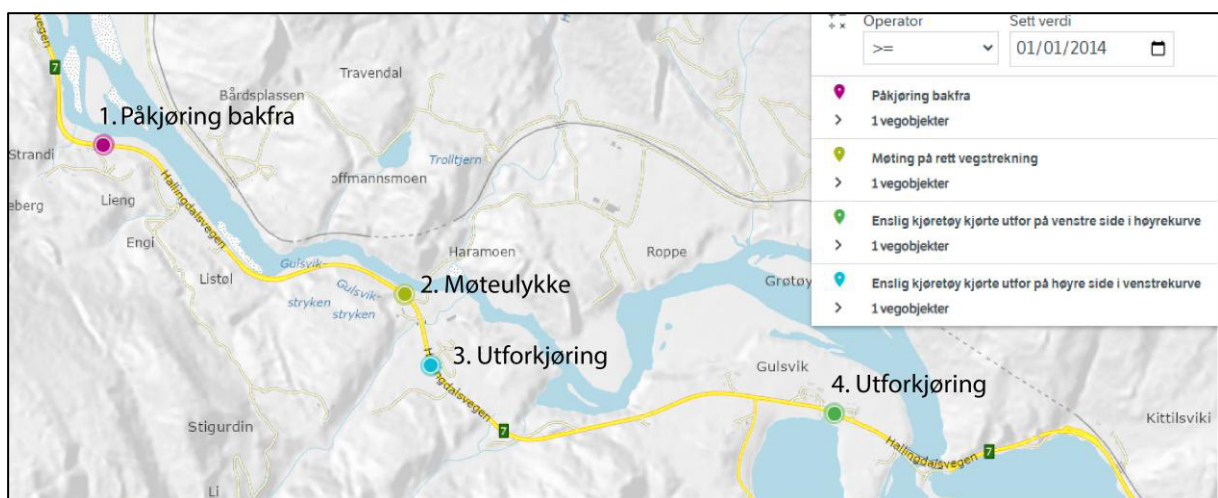 Operator
Sett verdi
>=
01/01/2014
Påkjøring bakfra
1 vegobjekter
Møting på rett vegstrekning
1 vegobjekter
Enslig kjøretøy kjørte utfor på venstre side i høyrekurve
1 vegobjekter
Enslig kjøretøy kjørte utfor på høyre side i venstrekurve
1 vegobjekter
vegen
7
Travendal
Bårdsplassen
1. Påkjøring bakfra
Strandi
Trolltjern
offmannsmoen
eberg
Lieng
Hallingdalsvegen
Engi
Haramoen
Roppe
Listøl
Gulsvik-
stryken
Gulsvik-
stryken
2. Møteulykke
Grøtøy
3. Utforkjøring
Hallingdalsvegen
Gulsvik
4. Utforkjøring
Kittilsviki
Stigurdin
7
Hallingdalsvegen
7
Li